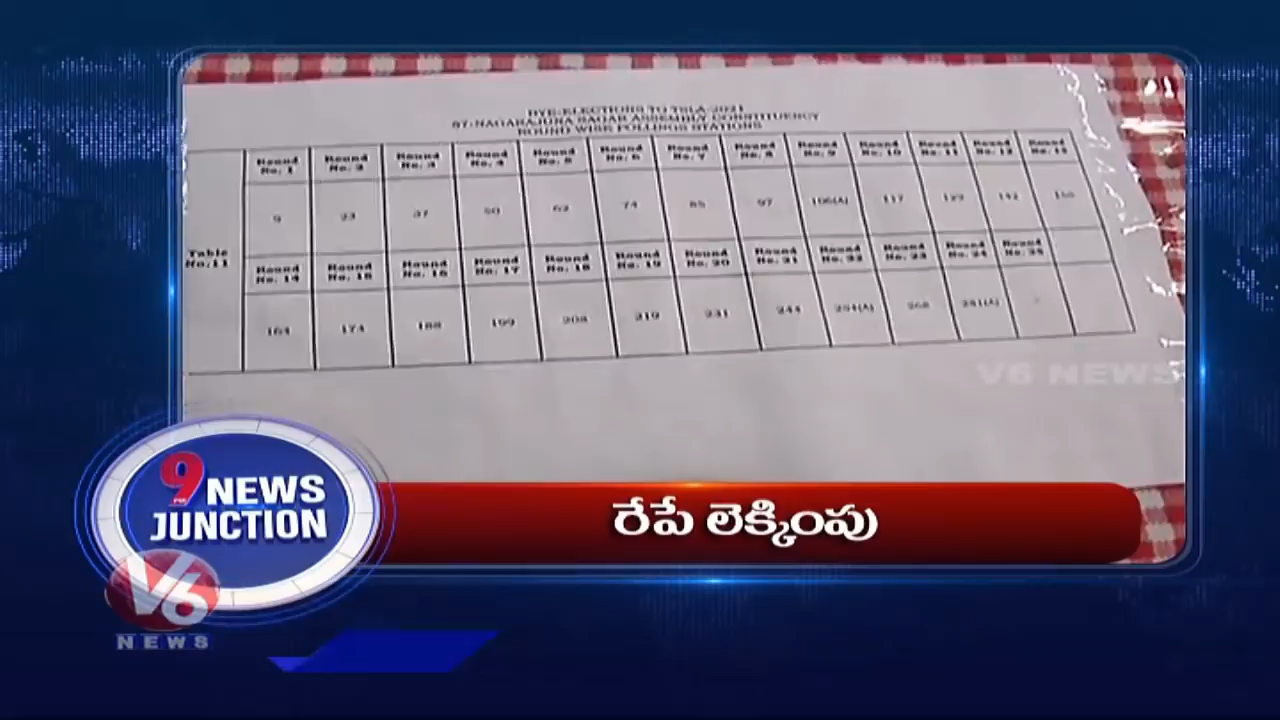 BYE-ELECTIONS TO TSLA-2021
87-NAGARAJUNA SAGAR ASSEMBLY CONSTITUENCY
ROUND WISE POLLINGS STATIONS
Table No:11
Round No. 1 Round No. 2 Round No. 3 Round No. 4 Round No. 5 Round No. 6 Round No. 7 Round No. 8 Round No. 9 Round No. 10 Round No. 11 Round No. 12 Round No. 13
9 23 37 50 62 74 85 97 106(A) 117 129 142
Round No. 14 Round No. 15 Round No. 16 Round No. 17 Round No. 18 Round No. 19 Round No. 20 Round No. 21 Round No. 22 Round No. 23 Round No. 24 Round No. 25
164 174 188 199 208 219 231 244 254(A) 268 281(A)
V6 NEWS
9 NEWS
JUNCTION
రేపే లెక్కింపు
V6
NEWS